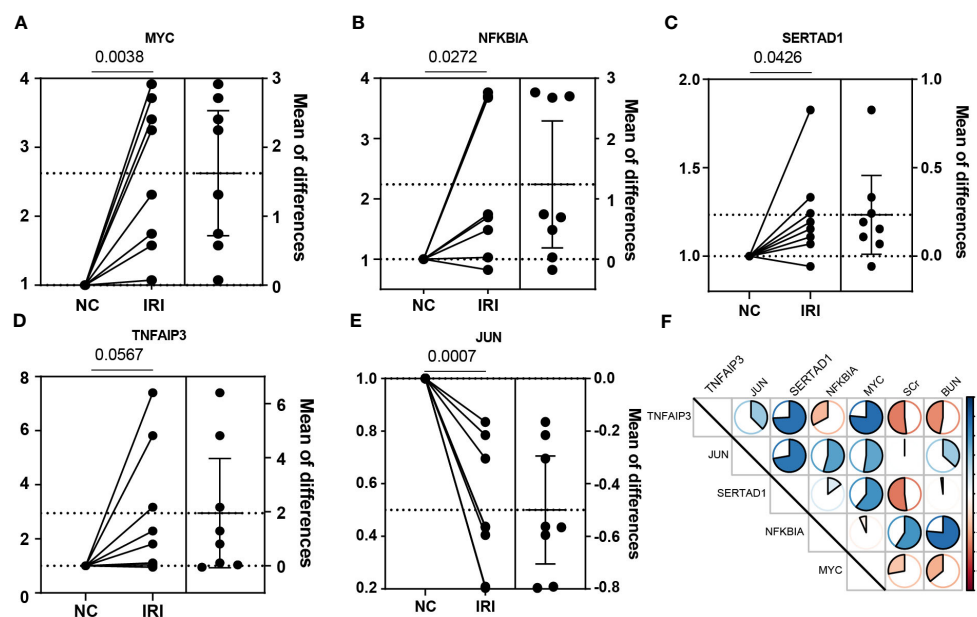 A
MYC
0.0038
4
3
2
1
3
2
1
0
Mean of differences
NC IRI
B
NFKBIA
0.0272
4
3
2
1
3
2
1
0
Mean of differences
NC IRI
C
SERTAD1
0.0426
2.0
1.5
1.0
1.0
0.5
0.0
Mean of differences
NC IRI
D
TNFAIP3
0.0567
8
6
4
2
0
6
4
2
0
Mean of differences
NC IRI
E
JUN
0.0007
1.0
0.8
0.6
0.4
0.2
0.0
-0.2
-0.4
-0.6
-0.8
Mean of differences
NC IRI
F
TNFAIP3 JUN SERTAD1 NFKBIA MYC SCr BUN
TNFAIP3
JUN
SERTAD1
NFKBIA
MYC